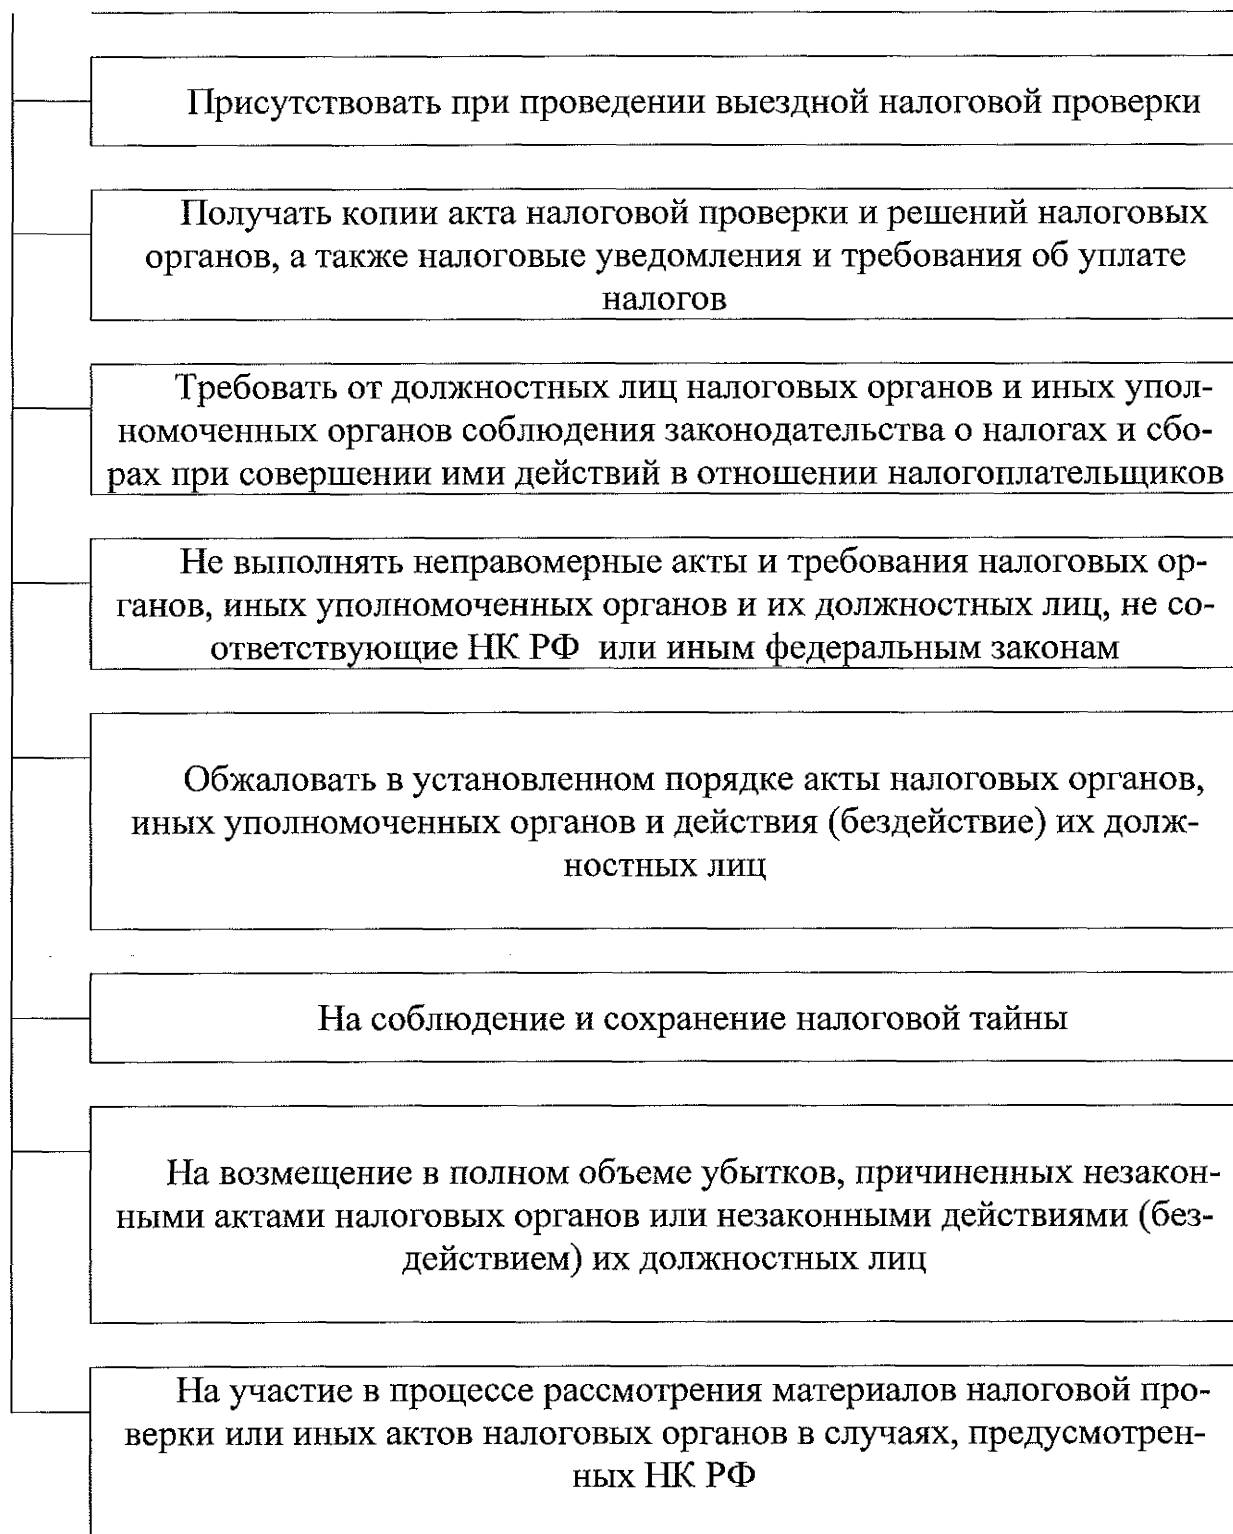 Присутствовать при проведении выездной налоговой проверки
Получать копии акта налоговой проверки и решений налоговых
органов, а также налоговые уведомления и требования об уплате
налогов
Требовать от должностных лиц налоговых органов и иных упол-
номоченных органов соблюдения законодательства о налогах и сбо-
рах при совершении ими действий в отношении налогоплательщиков
Не выполнять неправомерные акты и требования налоговых ор-
ганов, иных уполномоченных органов и их должностных лиц, не со-
ответствующие НК РФ  или иным федеральным законам
Обжаловать в установленном порядке акты налоговых органов,
иных уполномоченных органов и действия (бездействие) их долж-
ностных лиц
На соблюдение и сохранение налоговой тайны
На возмещение в полном объеме убытков, причиненных незакон-
ными актами налоговых органов или незаконными действиями (без-
действием) их должностных лиц
На участие в процессе рассмотрения материалов налоговой про-
верки или иных актов налоговых органов в случаях, предусмотрен-
ных НК РФ